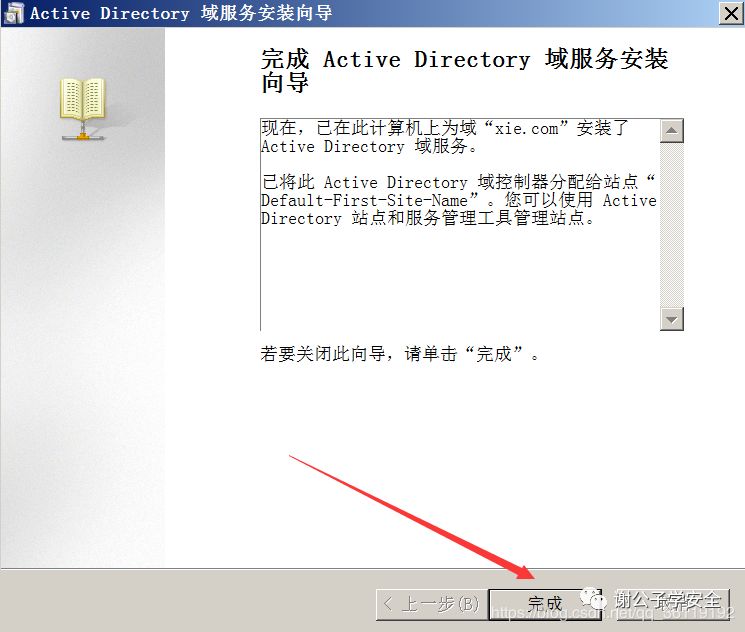 Active Directory 域服务安装向导
完成 Active Directory 域服务安装
向导
现在，已在此计算机上为域“xie.com”安装了
Active Directory 域服务。
已将此 Active Directory 域控制器分配给站点“
Default-First-Site-Name”。您可以使用 Active
Directory 站点和服务管理工具管理站点。
若要关闭此向导，请单击“完成”。
< 上一步(B)
完成
谢公子学安全
https://blog.csdn.net/qq_36119192